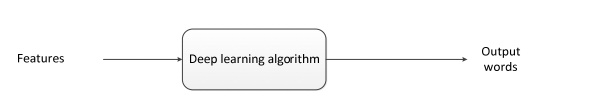 Features
Deep learning algorithm
Output
words